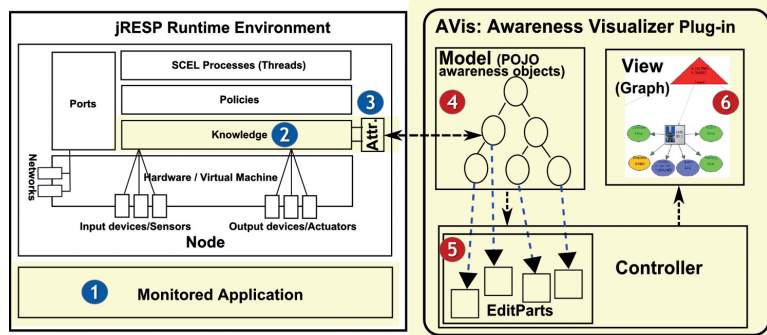 jRESP Runtime Environment
SCEL Processes (Threads)
Ports
Policies
3
Knowledge 2
Attr.
Networks
Hardware / Virtual Machine
Input devices/Sensors
Output devices/Actuators
Node
1 Monitored Application
AVis: Awareness Visualizer Plug-in
Model (POJO
awareness objects)
4
View
(Graph)
6
5
EditParts
Controller